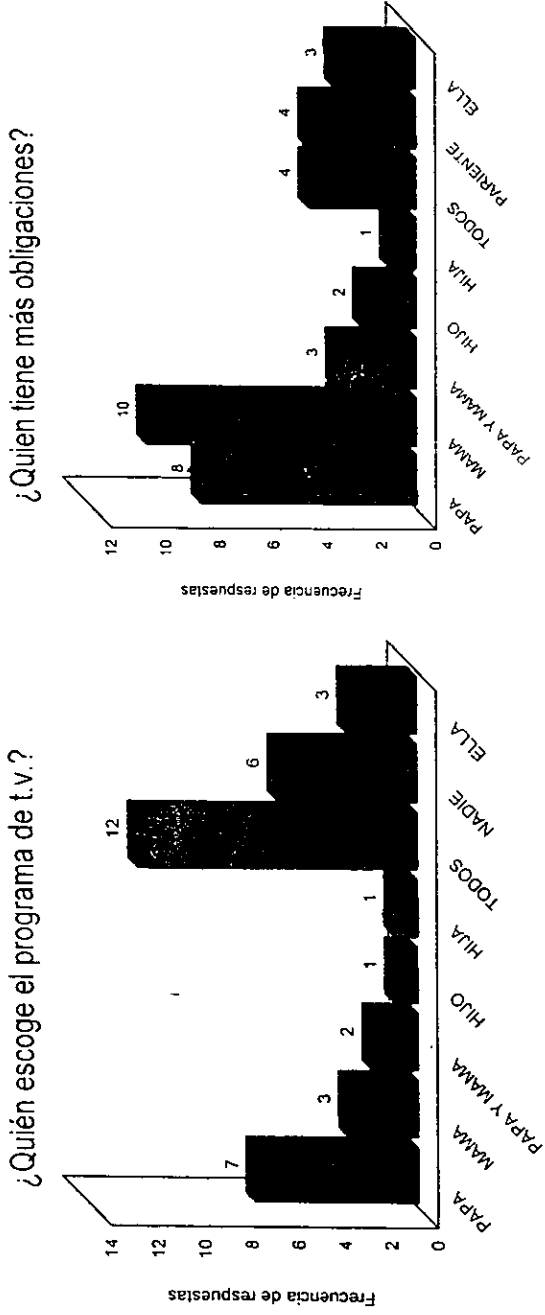 ¿Quién escoge el programa de t.v.?
Frecuencia de respuestas
14
12
10
8
6
4
2
0
7
3
2
1
1
12
6
3
PAPA
MAMA
PAPA Y MAMA
HIJO
HIJA
TODOS
NADIE
ELLA
¿Quien tiene más obligaciones?
Frecuencia de respuestas
12
10
8
6
4
2
0
8
10
3
2
1
4
4
3
PAPA
MAMA
PAPA Y MAMA
HIJO
HIJA
TODOS
PARIENTE
ELLA